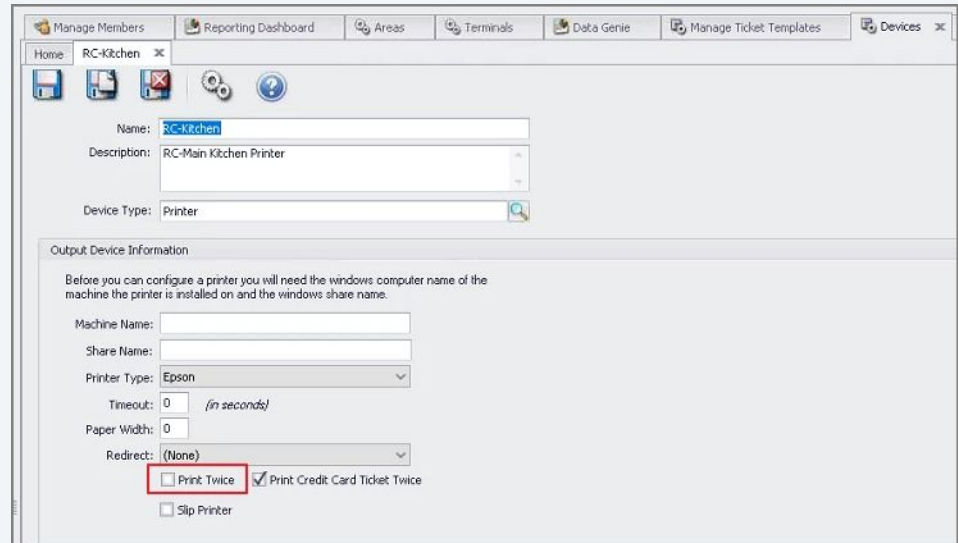 Manage Members Reporting Dashboard Areas Terminals Data Genie Manage Ticket Templates Devices
Home RC-Kitchen
Name: RC-Kitchen
Description: RC-Main Kitchen Printer
Device Type: Printer
Output Device Information
Before you can configure a printer you will need the windows computer name of the
machine the printer is installed on and the windows share name.
Machine Name:
Share Name:
Printer Type: Epson
Timeout: 0 (in seconds)
Paper Width: 0
Redirect: (None)
Print Twice Print Credit Card Ticket Twice
Slip Printer